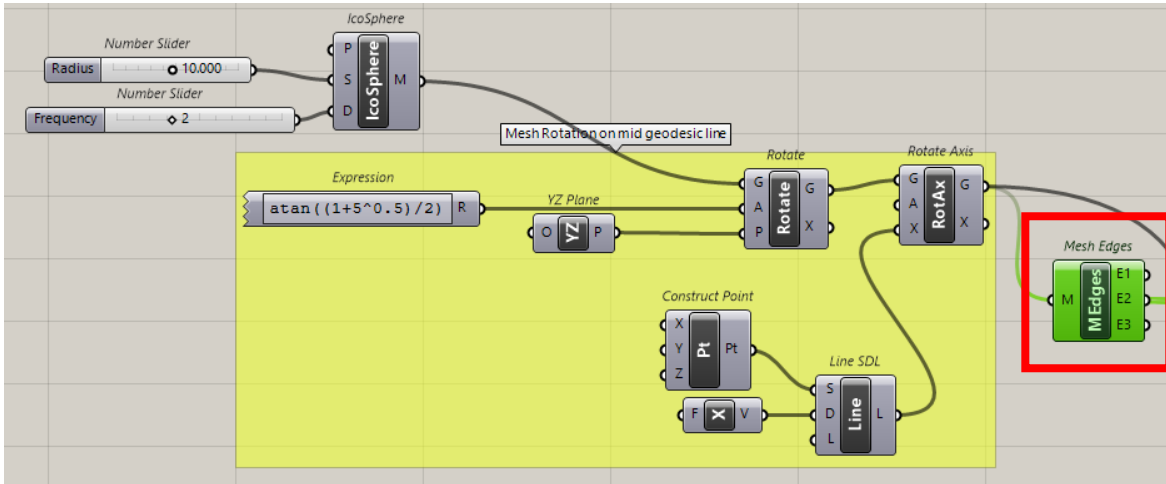 IcoSphere
Number Slider
Radius 10.000
P
S IcoSphere M
D
Number Slider
Frequency 2
Mesh Rotation on mid geodesic line
Expression
atan((1+5^0.5)/2) R
YZ Plane
O YZ P
Rotate
G Rotate G
A
P X
Rotate Axis
G RotAx G
A
X X
Mesh Edges
M MEdges E1
E2
E3
Construct Point
X
Y Pt Pt
Z
F X V
Line SDL
S
D Line L
L